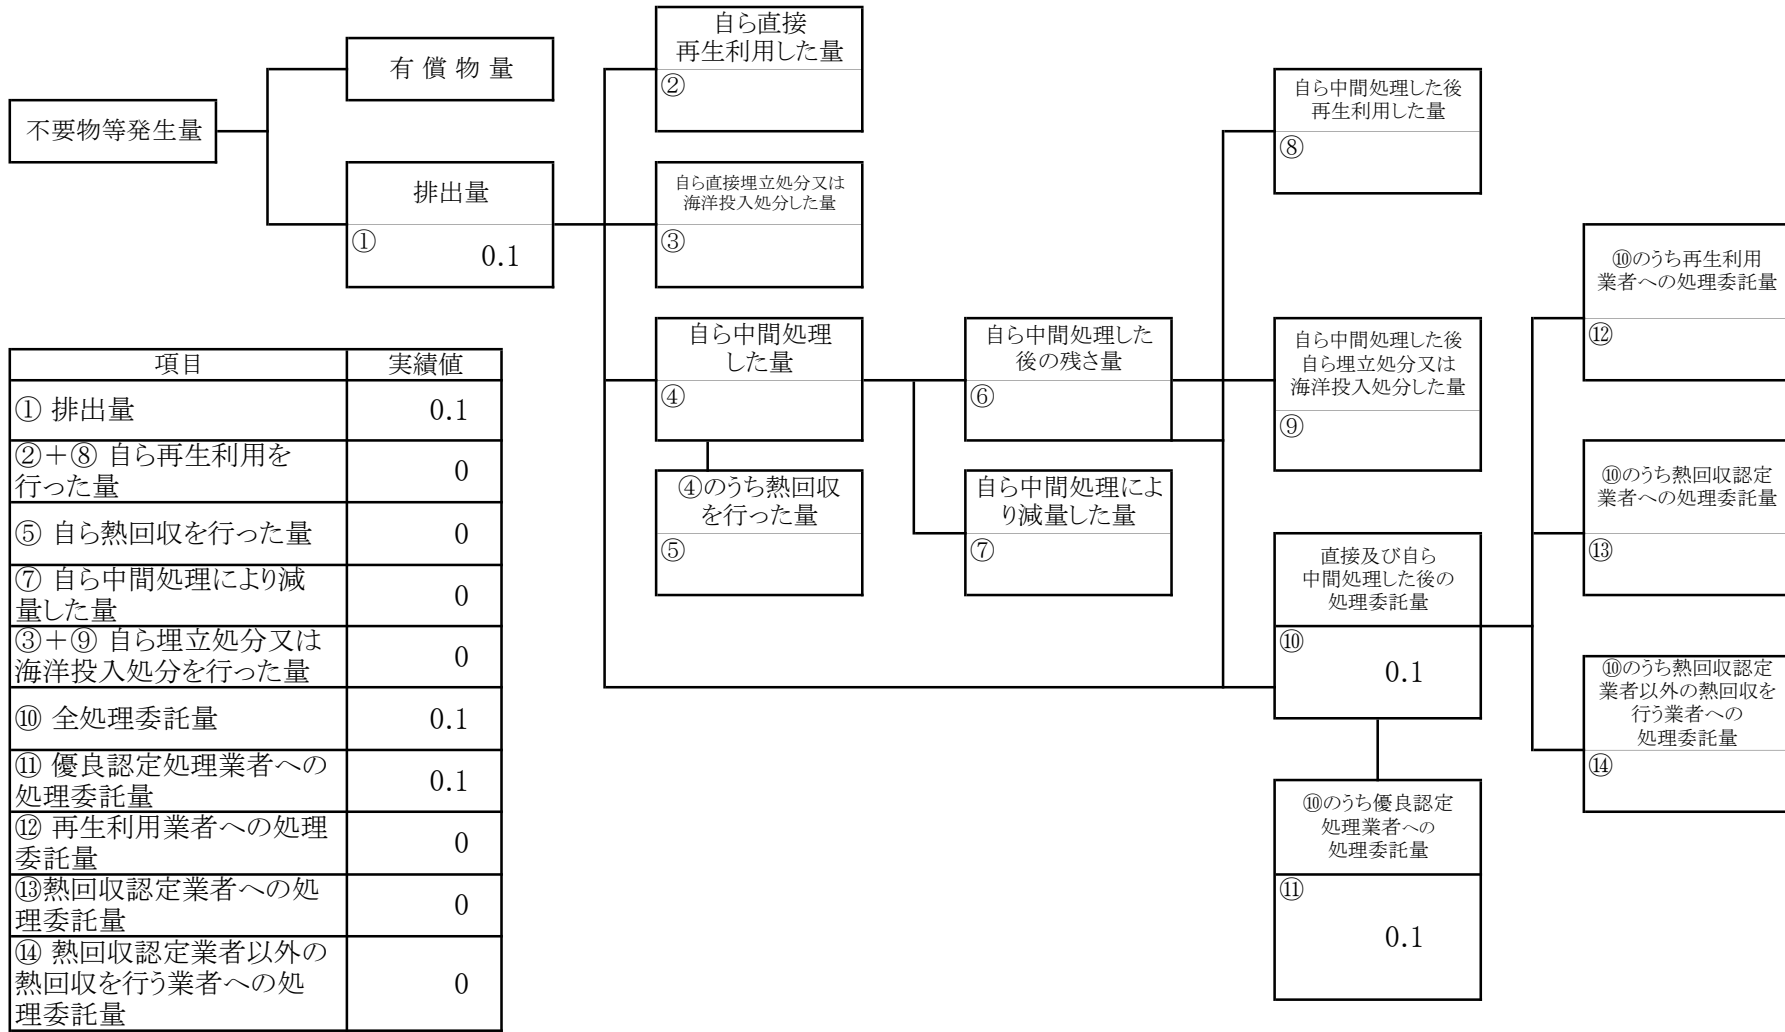 不要物等発生量
有 償 物 量
排出量
①
0.1
自ら直接
再生利用した量
②
自ら直接埋立処分又は
海洋投入処分した量
③
自ら中間処理
した量
④
④のうち熱回収
を行った量
⑤
自ら中間処理した
後の残さ量
⑥
自ら中間処理によ
り減量した量
⑦
自ら中間処理した後
再生利用した量
⑧
自ら中間処理した後
自ら埋立処分又は
海洋投入処分した量
⑨
直接及び自ら
中間処理した後の
処理委託量
⑩
0.1
⑩のうち優良認定
処理業者への
処理委託量
⑪
0.1
⑩のうち再生利用
業者への処理委託量
⑫
⑩のうち熱回収認定
業者への処理委託量
⑬
⑩のうち熱回収認定
業者以外の熱回収を
行う業者への
処理委託量
⑭
項目 実績値
① 排出量 0.1
②＋⑧ 自ら再生利用を
行った量 0
⑤ 自ら熱回収を行った量 0
⑦ 自ら中間処理により減
量した量 0
③＋⑨ 自ら埋立処分又は
海洋投入処分を行った量 0
⑩ 全処理委託量 0.1
⑪ 優良認定処理業者への
処理委託量 0.1
⑫ 再生利用業者への処理
委託量 0
⑬熱回収認定業者への処
理委託量 0
⑭ 熱回収認定業者以外の
熱回収を行う業者への処
理委託量 0